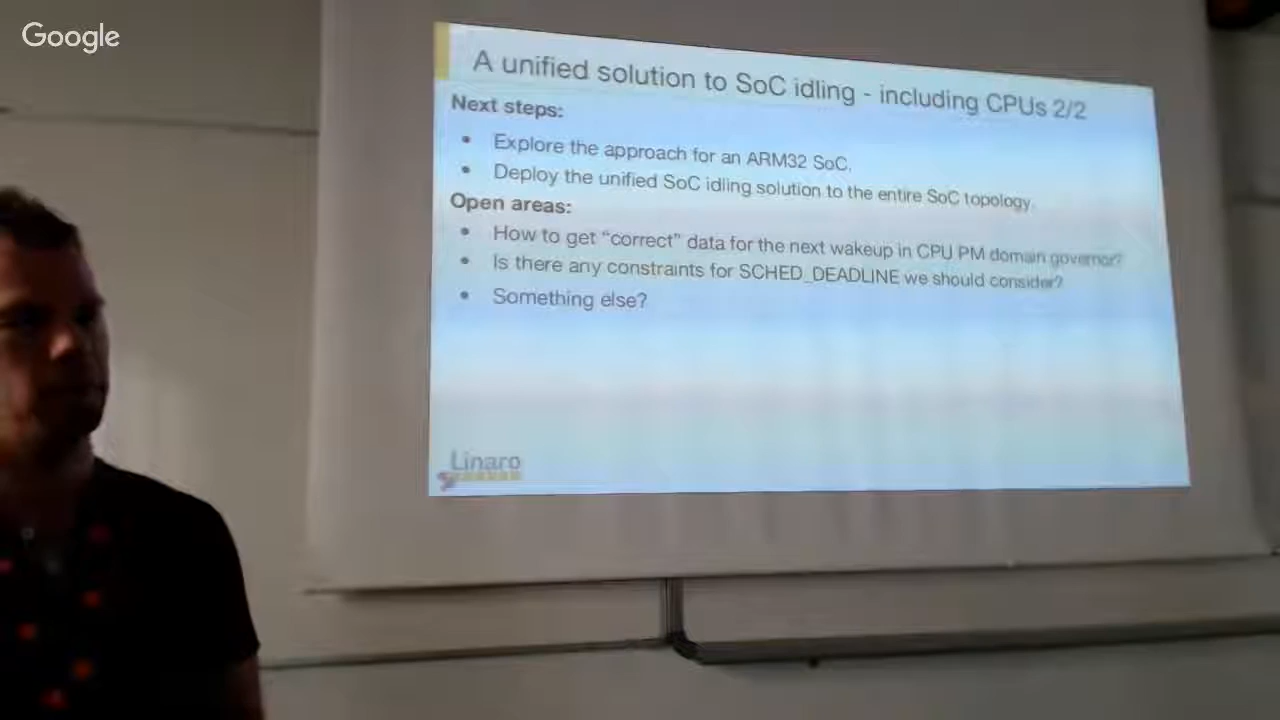 Google
A unified solution to SoC idling - including CPUs 2/2
Next steps:
• Explore the approach for an ARM32 SoC.
• Deploy the unified SoC idling solution to the entire SoC topology.
Open areas:
• How to get “correct” data for the next wakeup in CPU PM domain governor?
• Is there any constraints for SCHED_DEADLINE we should consider?
• Something else?
Linaro